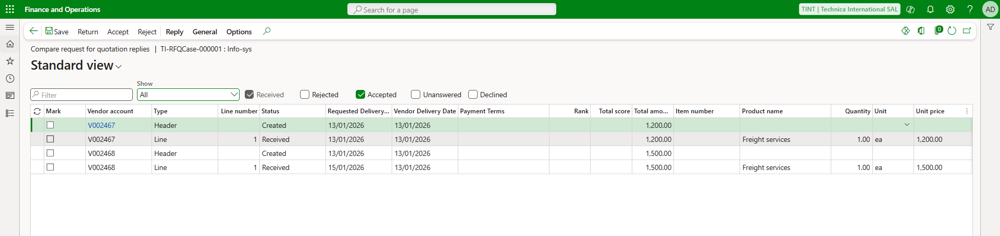 Finance and Operations
Search for a page
TINT | Technica International SAL
?
AD
Save Return Accept Reject Reply General Options
0
Compare request for quotation replies | TI-RFQCase-000001 : Info-sys
Standard view
Show
Filter All Received Rejected Accepted Unanswered Declined
Mark Vendor account Type Line number Status Requested Delivery... Vendor Delivery Date Payment Terms Rank Total score Total amo... Item number Product name Quantity Unit Unit price
V002467 Header Created 13/01/2026 13/01/2026 1,200.00
V002467 Line 1 Received 13/01/2026 13/01/2026 1,200.00 Freight services 1.00 ea 1,200.00
V002468 Header Created 13/01/2026 13/01/2026 1,500.00
V002468 Line 1 Received 15/01/2026 13/01/2026 1,500.00 Freight services 1.00 ea 1,500.00